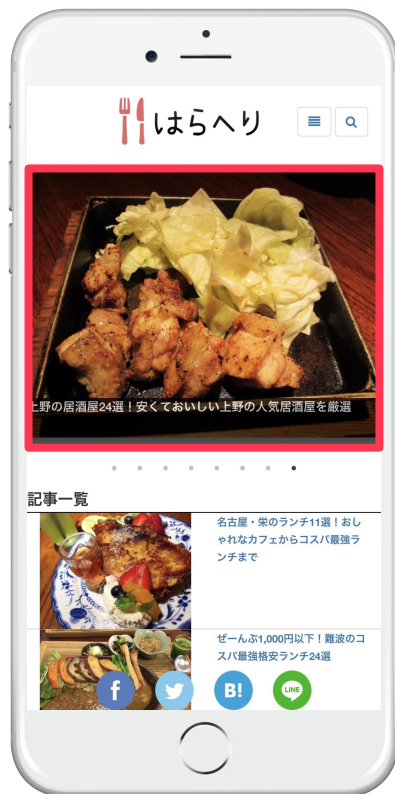 はらへり
上野の居酒屋24選！安くておいしい上野の人気居酒屋を厳選
記事一覧
名古屋・栄のランチ11選！おし
ゃれなカフェからコスパ最強ラ
ンチまで
ぜーんぶ1,000円以下！難波のコ
スパ最強格安ランチ24選
f
B!
LINE